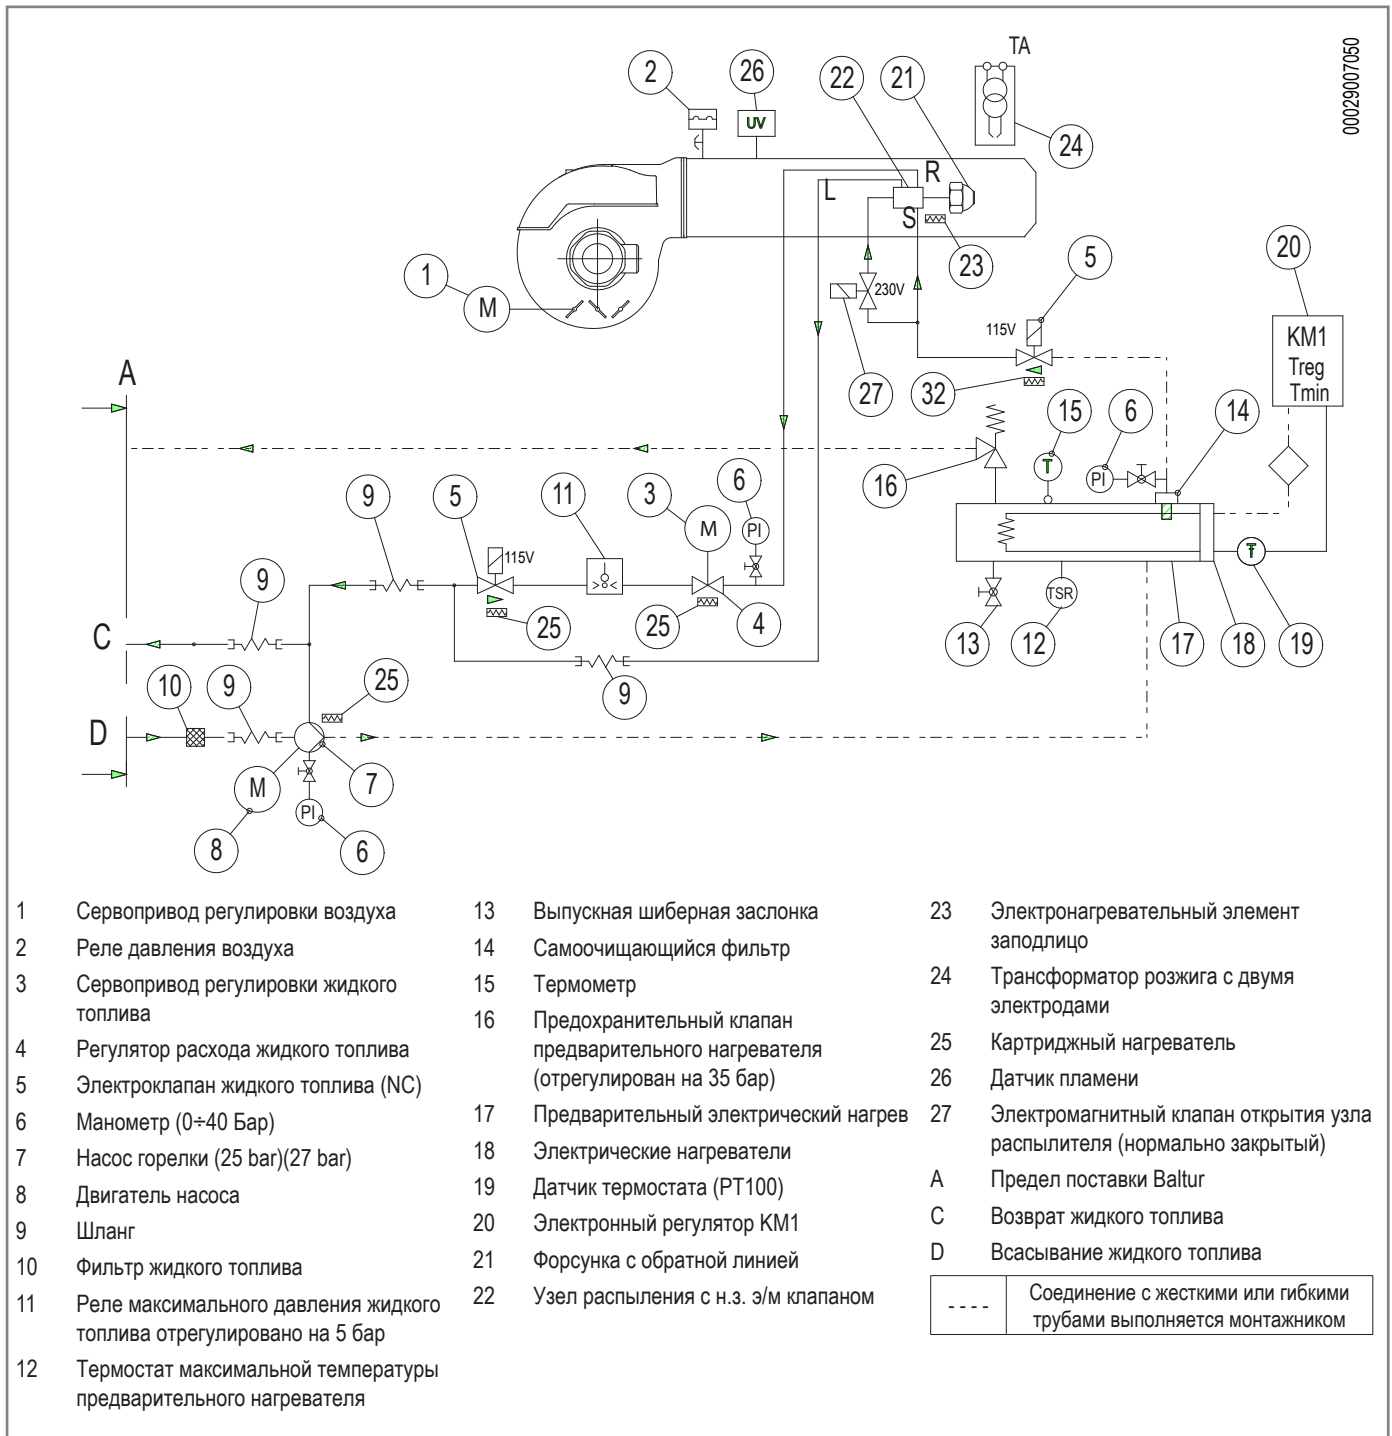 2
26
22
21
TA
24
00029007050
UV
R
L
S
23
1
M
230V
5
20
115V
KM1
Treg
Tmin
A
27
32
15
6
14
T
PI
16
9
5
11
3
6
M
PI
115V
T
9
25
25
4
TSR
C
13
12
17
18
19
10
9
25
9
D
M
7
PI
8
6
1 Сервопривод регулировки воздуха
2 Реле давления воздуха
3 Сервопривод регулировки жидкого
топлива
4 Регулятор расхода жидкого топлива
5 Электроклапан жидкого топлива (NC)
6 Манометр (0÷40 Бар)
7 Насос горелки (25 bar)(27 bar)
8 Двигатель насоса
9 Шланг
10 Фильтр жидкого топлива
11 Реле максимального давления жидкого
топлива отрегулировано на 5 бар
12 Термостат максимальной температуры
предварительного нагревателя
13 Выпускная шиберная заслонка
14 Самоочищающийся фильтр
15 Термометр
16 Предохранительный клапан
предварительного нагревателя
(отрегулирован на 35 бар)
17 Предварительный электрический нагрев
18 Электрические нагреватели
19 Датчик термостата (PT100)
20 Электронный регулятор KM1
21 Форсунка с обратной линией
22 Узел распыления с н.з. э/м клапаном
23 Электронагревательный элемент
заподлицо
24 Трансформатор розжига с двумя
электродами
25 Картриджный нагреватель
26 Датчик пламени
27 Электромагнитный клапан открытия узла
распылителя (нормально закрытый)
A Предел поставки Baltur
C Возврат жидкого топлива
D Всасывание жидкого топлива
- - - - Соединение с жесткими или гибкими
трубами выполняется монтажником